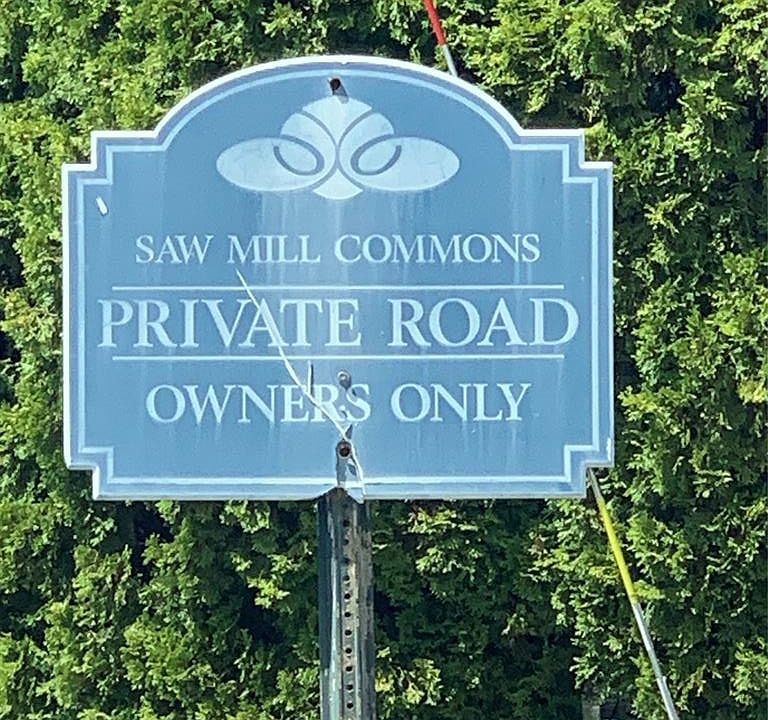 SAW MILL COMMONS
PRIVATE ROAD
OWNERS ONLY